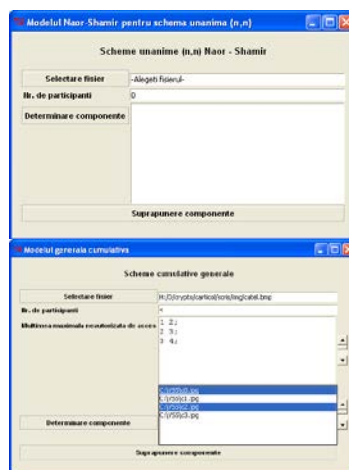 Modelul Naor-Shamir pentru schema unanima (n,n)
Scheme unanime (n,n) Naor - Shamir
Selectare fisier -Alegeti fisierul-
Nr. de participanti 0
Determinare componente
Suprapunere componente
Modelul generala cumulativa
Scheme cumulative generale
Selectare fisier
Nr. de participanti 4
Multimea maximala neautorizata de acces 1 2;
2 3;
3 4;
Determinare componente
Suprapunere componente